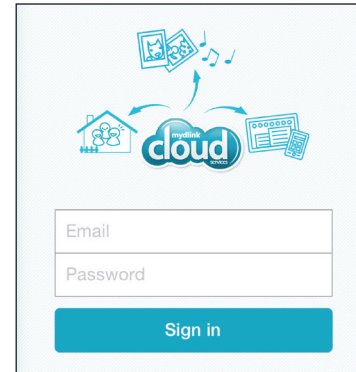 mydlink
cloud
SERVICES
Email
Password
Sign in